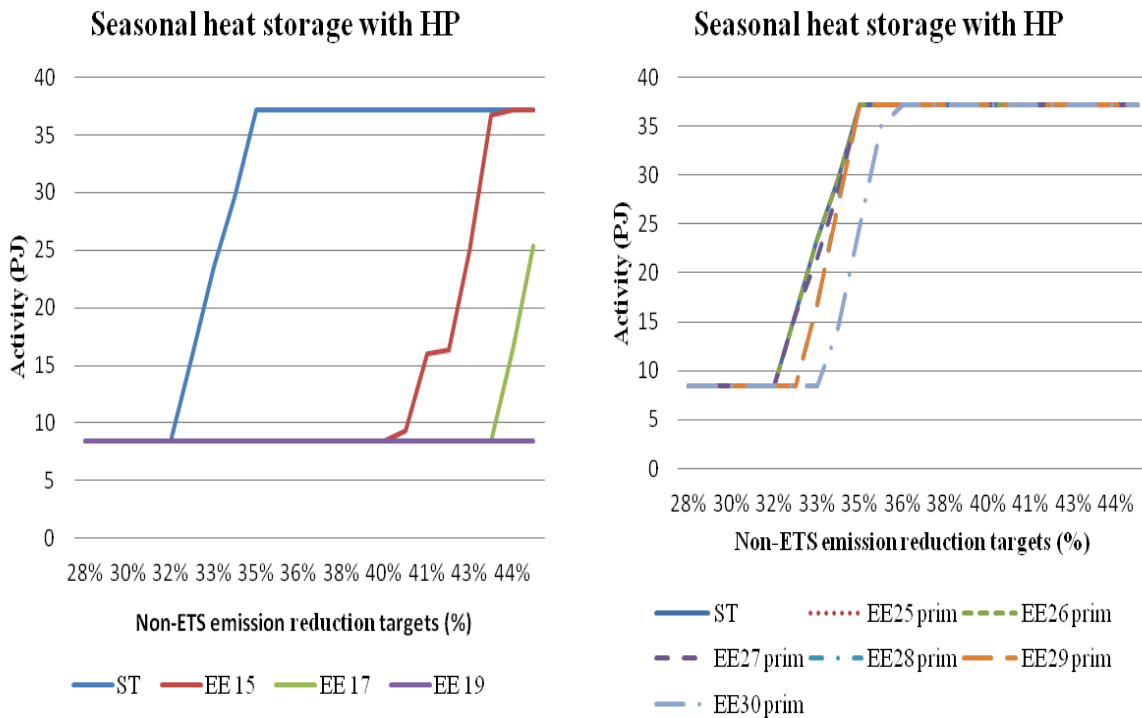 Seasonal heat storage with HP
40
35
30
25
20
15
10
5
0
Activity (PJ)
28% 30% 32% 33% 35% 36% 38% 40% 41% 43% 44%
Non-ETS emission reduction targets (%)
ST EE 15 EE 17 EE 19
Seasonal heat storage with HP
40
35
30
25
20
15
10
5
0
Activity (PJ)
28% 30% 32% 33% 35% 36% 38% 40% 41% 43% 44%
Non-ETS emission reduction targets (%)
ST EE25 prim EE26 prim
EE27 prim EE28 prim EE29 prim
EE30 prim